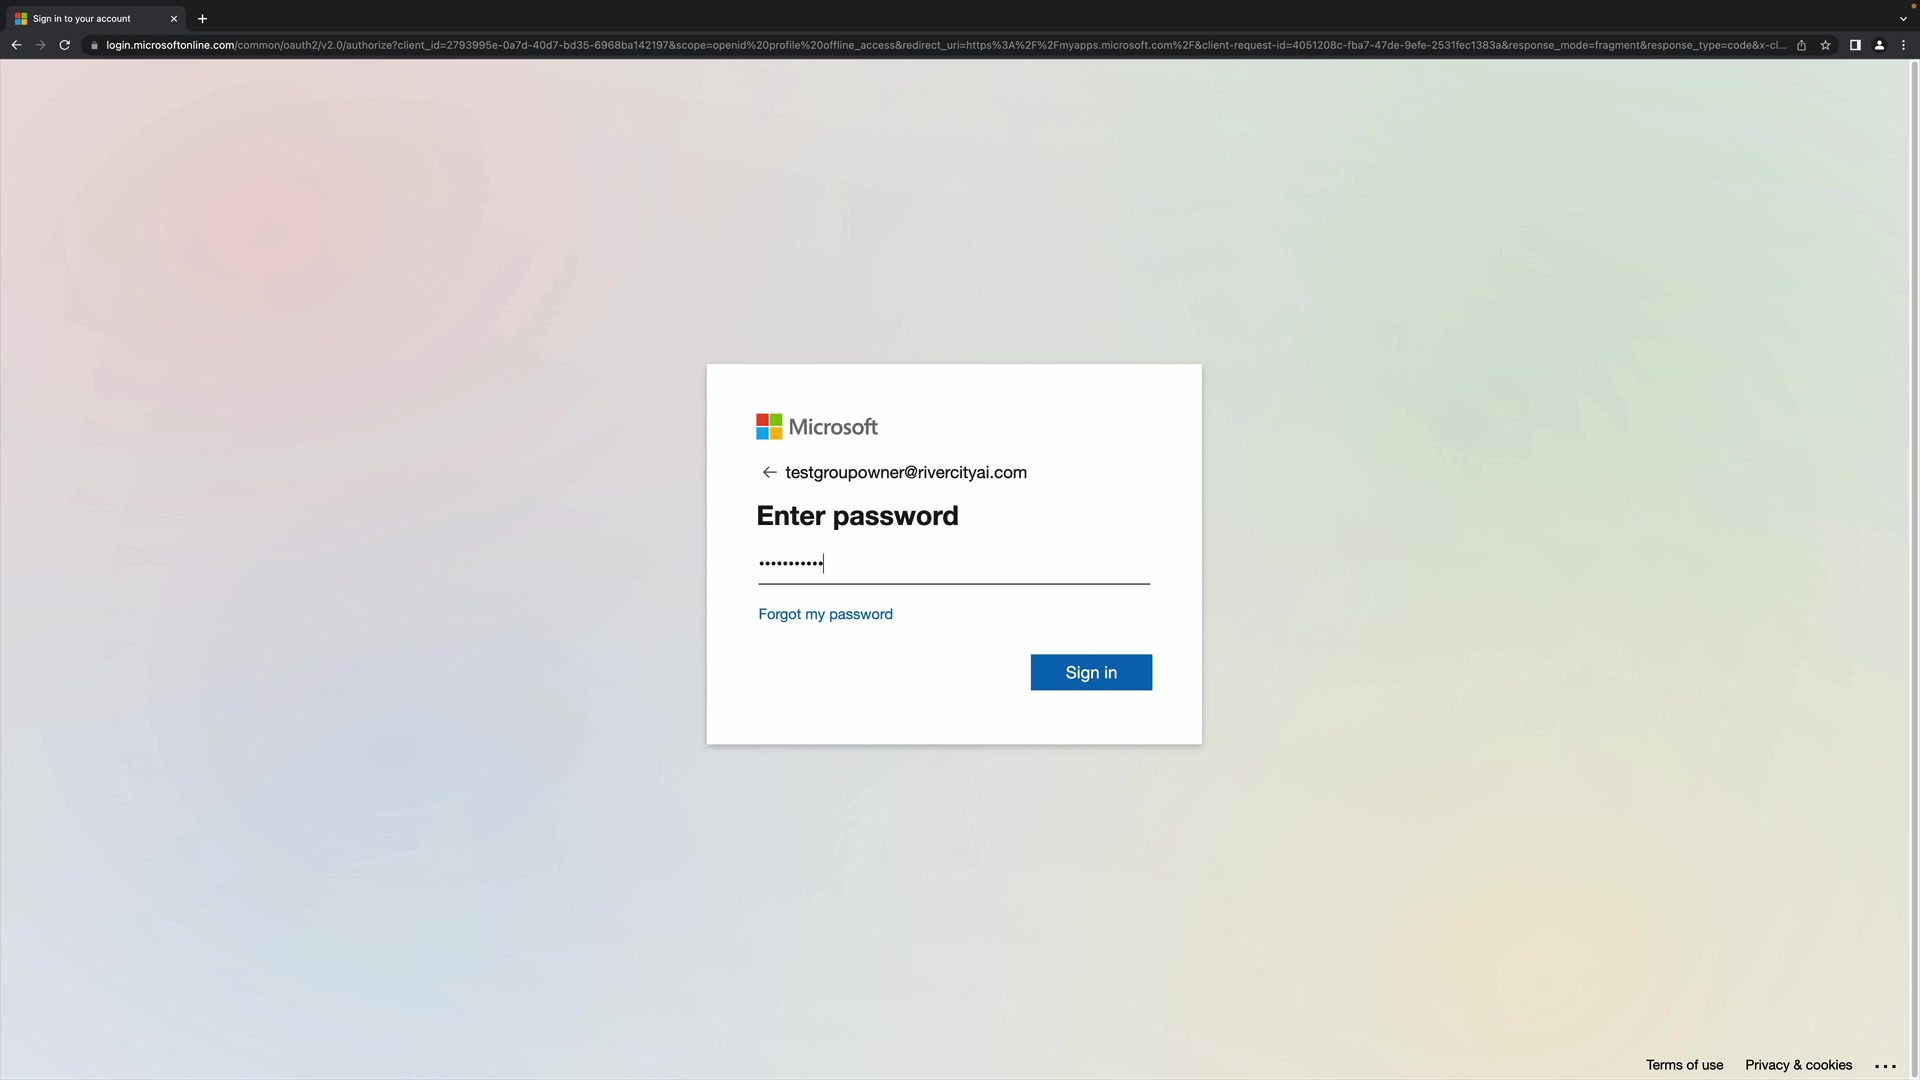 Sign in to your account
login.microsoftonline.com/common/oauth2/v2.0/authorize?client_id=2793995e-0a7d-40d7-bd35-6968ba142197&scope=openid%20profile%20offline_access&redirect_uri=https%3A%2F%2Fmyapps.microsoft.com%2F&client-request-id=4051208c-fba7-47de-9efe-2531fec1383a&response_mode=fragment&response_type=code&x-cl...
Microsoft
testgroupowner@rivercityai.com
Enter password
•••••••••••
Forgot my password
Sign in
Terms of use Privacy & cookies ...